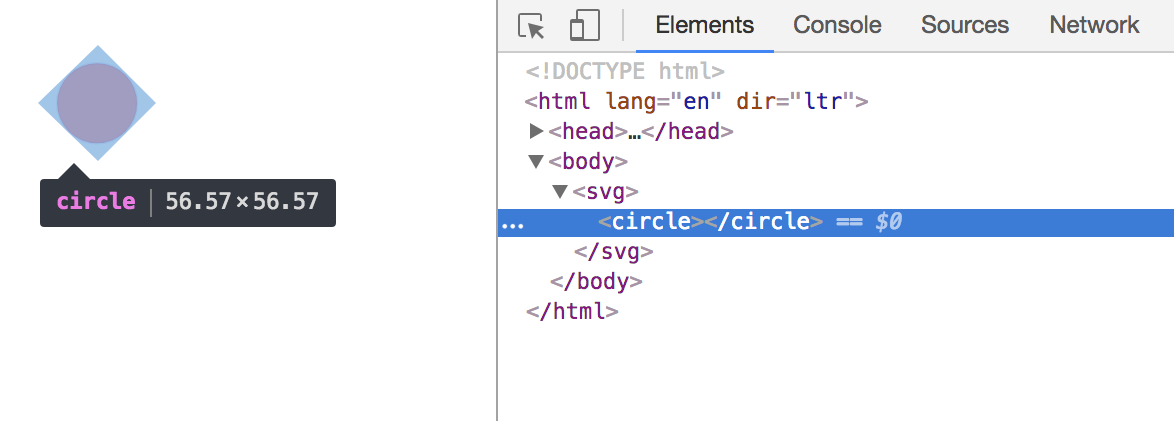 circle 56.57×56.57
Elements Console Sources Network
<!DOCTYPE html>
<html lang="en" dir="ltr">
<head>…</head>
<body>
<svg>
… <circle></circle> == $0
</svg>
</body>
</html>